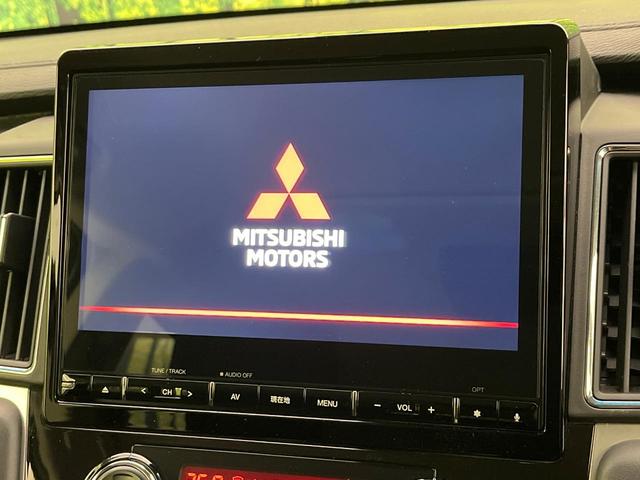 MITSUBISHI
MOTORS
TUNE / TRACK
AUDIO OFF
OPT
< CH >
AV
現在地
MENU
− VOL +